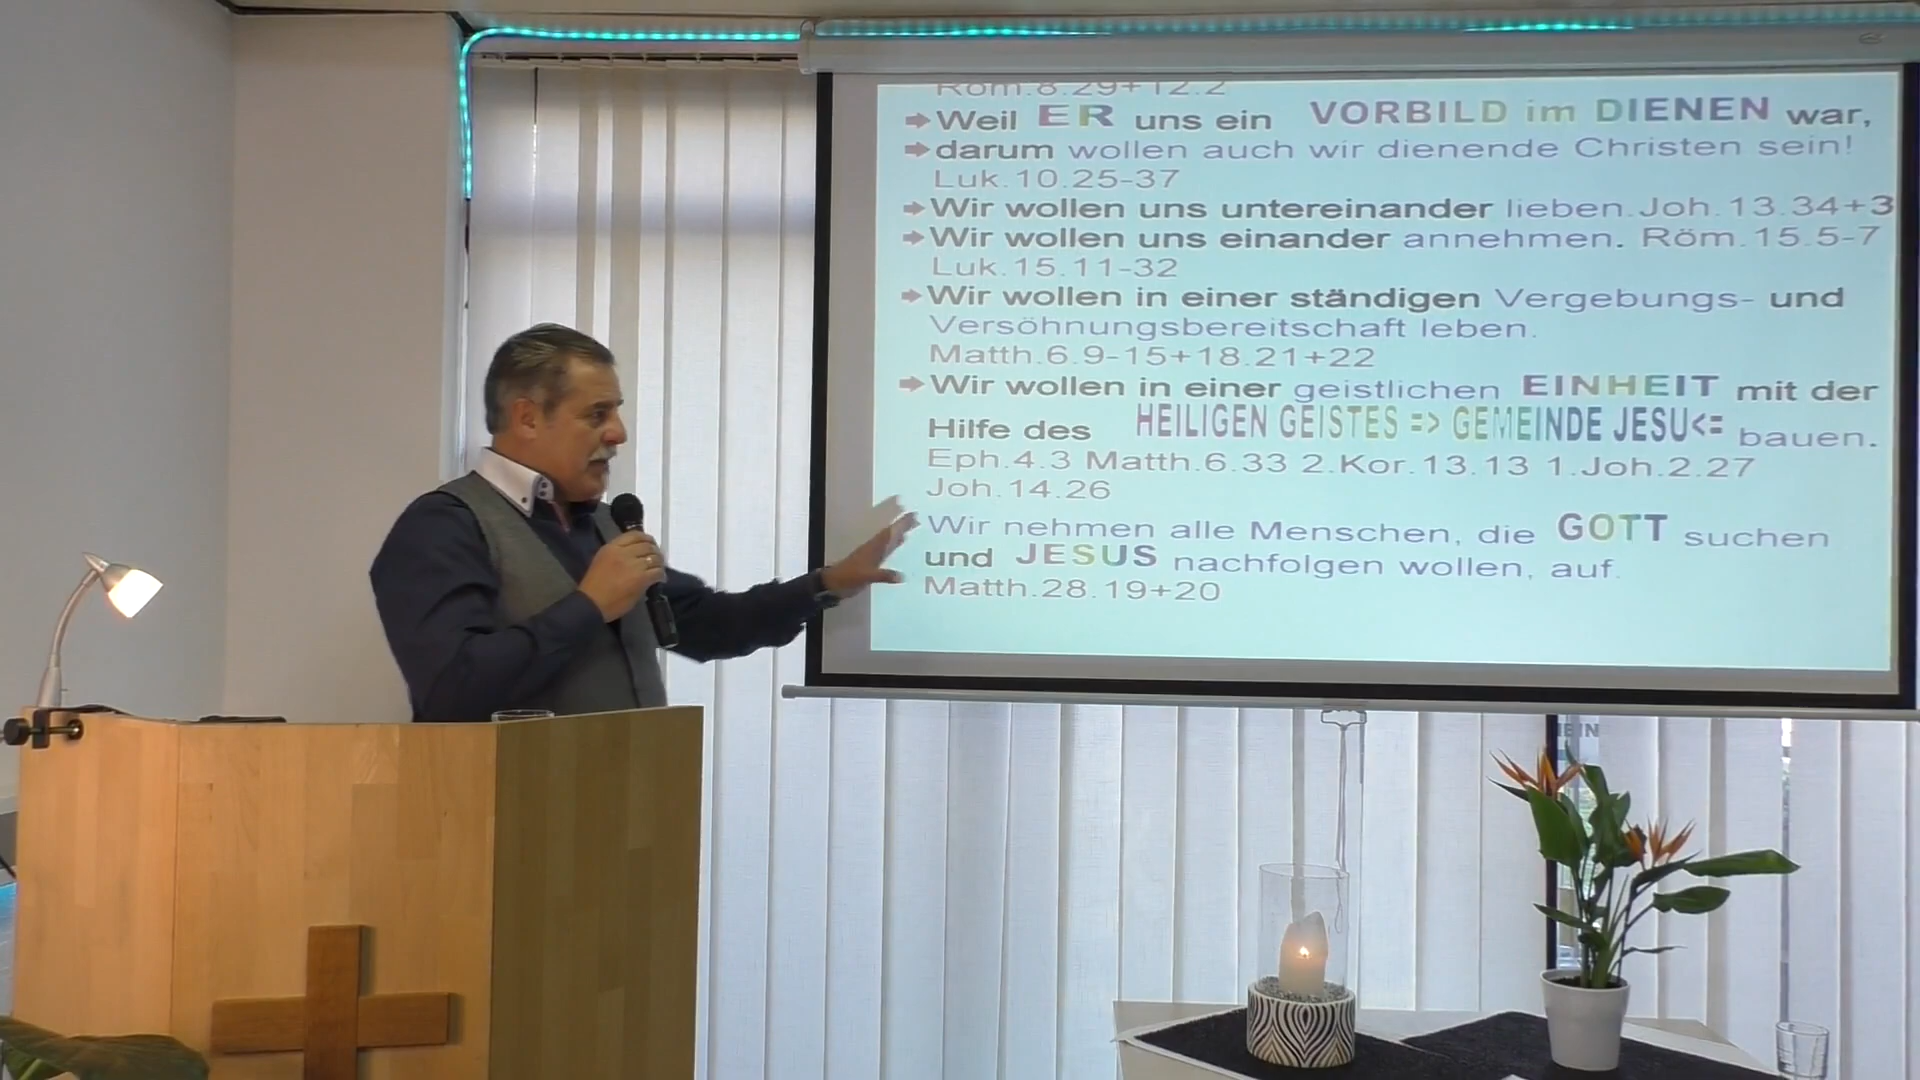 Röm.8.29+12.2
Weil ER uns ein VORBILD im DIENEN war,
darum wollen auch wir dienende Christen sein!
Luk.10.25-37
Wir wollen uns untereinander lieben.Joh.13.34+3
Wir wollen uns einander annehmen. Röm.15.5-7
Luk.15.11-32
Wir wollen in einer ständigen Vergebungs- und
Versöhnungsbereitschaft leben.
Matth.6.9-15+18.21+22
Wir wollen in einer geistlichen EINHEIT mit der
Hilfe des HEILIGEN GEISTES => GEMEINDE JESU<= bauen.
Eph.4.3 Matth.6.33 2.Kor.13.13 1.Joh.2.27
Joh.14.26
Wir nehmen alle Menschen, die GOTT suchen
und JESUS nachfolgen wollen, auf.
Matth.28.19+20